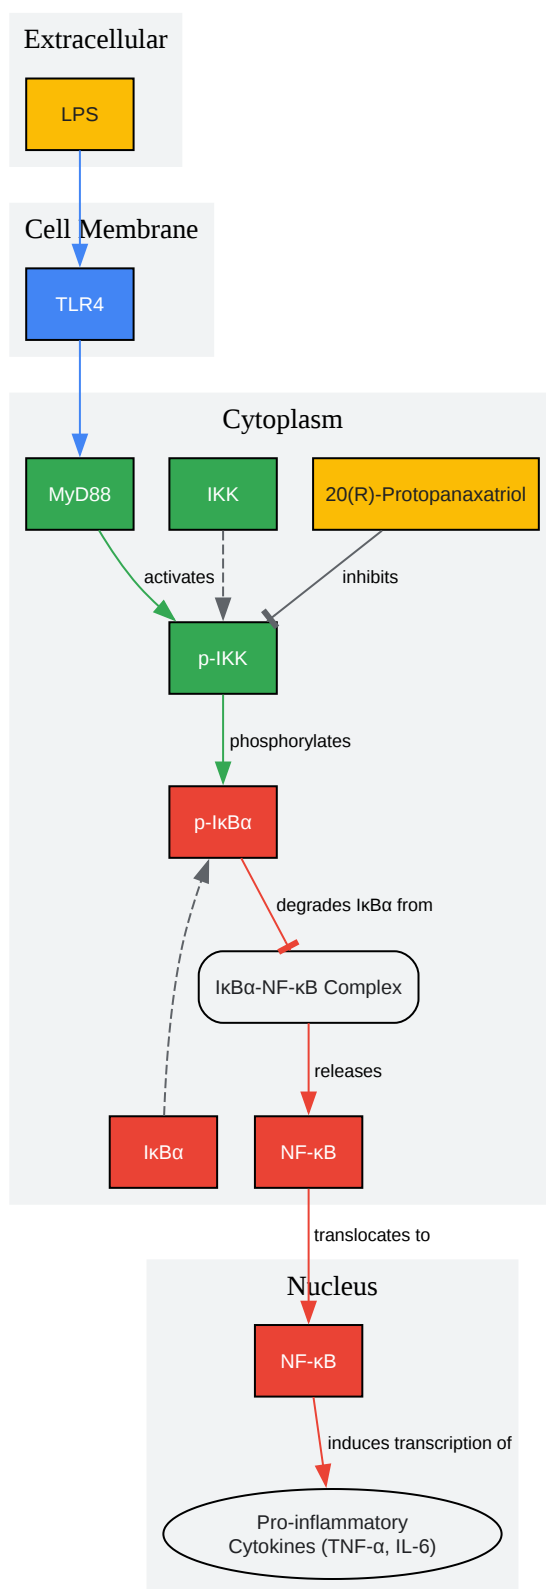 Extracellular
LPS
Cell Membrane
TLR4
Cytoplasm
MyD88
IKK
20(R)-Protopanaxatriol
activates
inhibits
p-IKK
phosphorylates
p-IκBα
degrades IκBα from
IκBα-NF-κB Complex
releases
IκBα
NF-κB
translocates to
Nucleus
NF-κB
induces transcription of
Pro-inflammatory
Cytokines (TNF-α, IL-6)